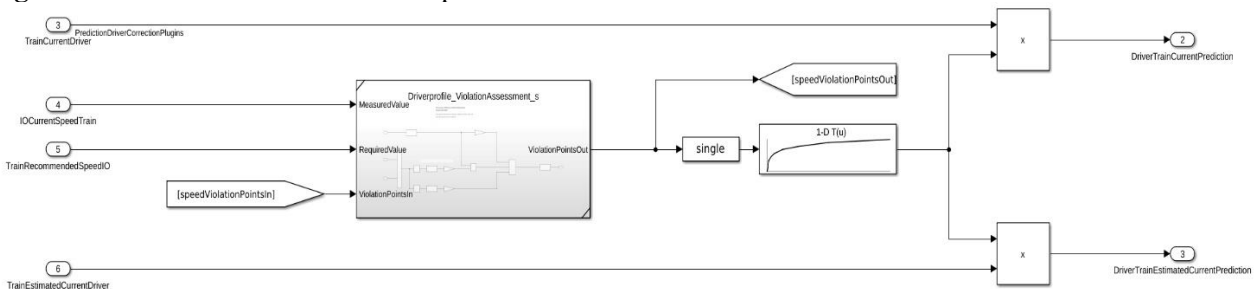 3
PredictionDriverCorrectionPlugins
TrainCurrentDriver
x
2
DriverTrainCurrentPrediction
[speedViolationPointsOut]
Driverprofile_ViolationAssessment_s
4
MeasuredValue
IOCurrentSpeedTrain
1-D T(u)
5
RequiredValue
ViolationPointsOut
single
TrainRecommendedSpeedIO
[speedViolationPointsIn]
ViolationPointsIn
x
3
DriverTrainEstimatedCurrentPrediction
6
TrainEstimatedCurrentDriver